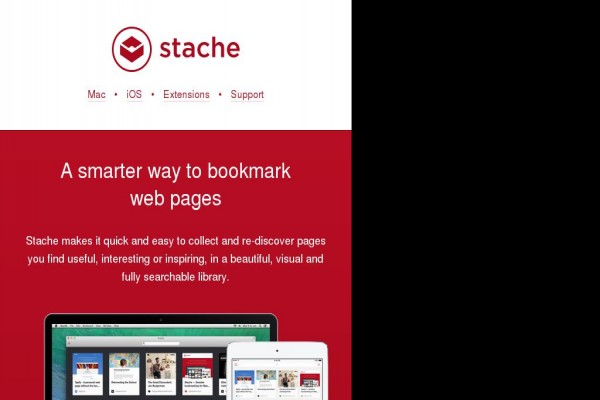 stache
Mac • iOS • Extensions • Support
A smarter way to bookmark
web pages
Stache makes it quick and easy to collect and re-discover pages
you find useful, interesting or inspiring, in a beautiful, visual and
fully searchable library.